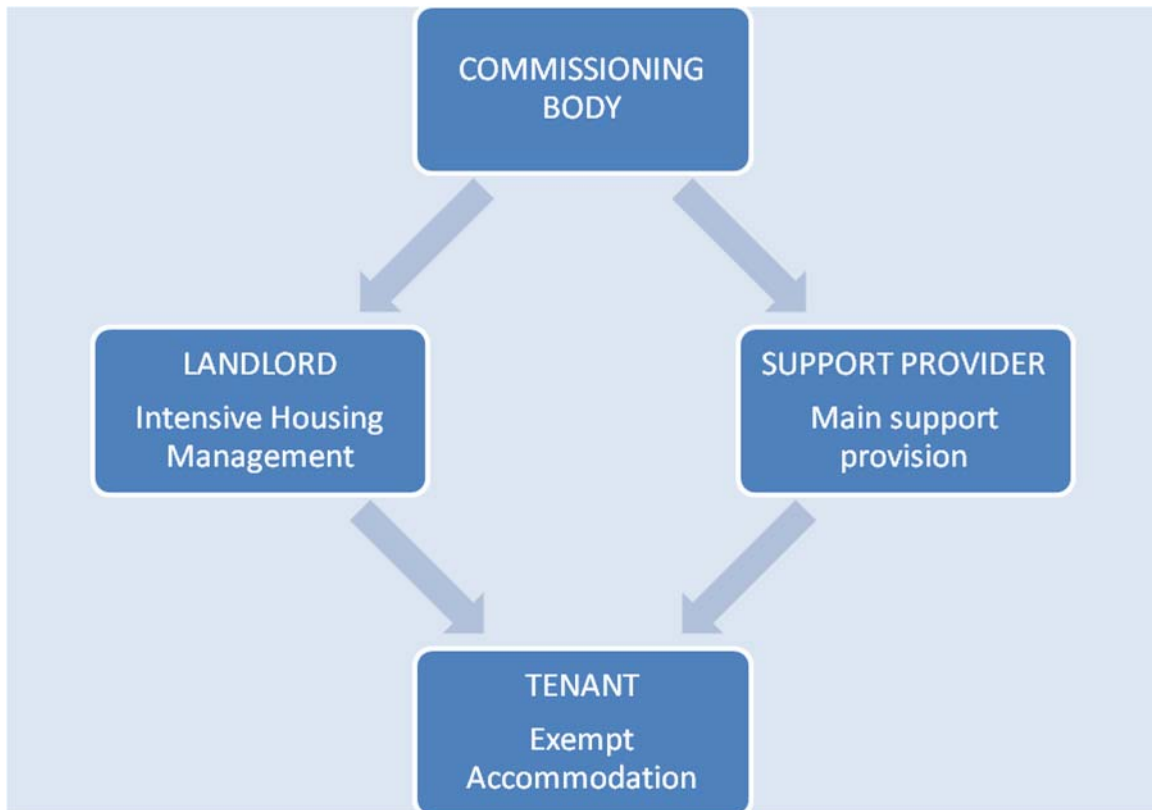 COMMISSIONING
BODY
LANDLORD
Intensive Housing
Management
SUPPORT PROVIDER
Main support
provision
TENANT
Exempt
Accommodation